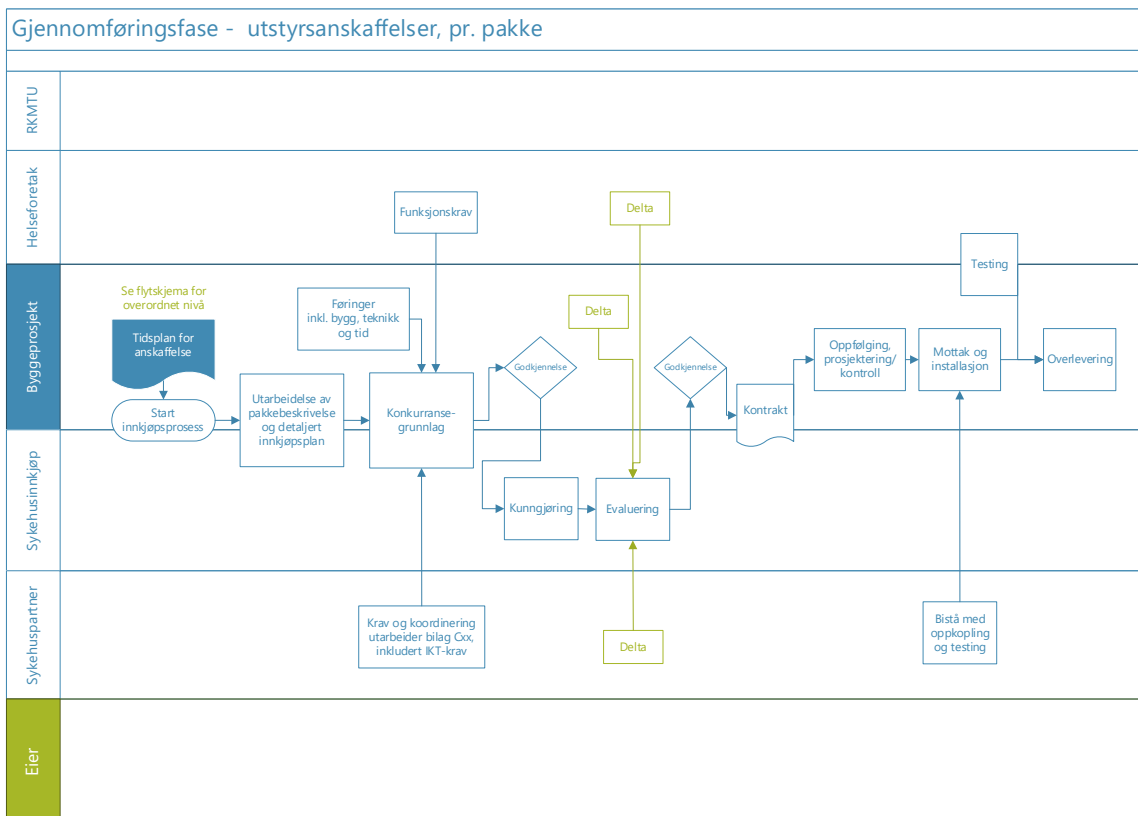 Gjennomføringsfase - utstyrsanskaffelser, pr. pakke
RKMTU
Helseforetak
Funksjonskrav
Delta
Testing
Byggeprosjekt
Se flytskjema for
overordnet nivå
Tidsplan for
anskaffelse
Start
innkjøpsprosess
Føringer
inkl. bygg, teknikk
og tid
Utarbeidelse av
pakkebeskrivelse
og detaljert
innkjøpsplan
Konkurranse-
grunnlag
Godkjennelse
Delta
Godkjennelse
Kontrakt
Oppfølging,
prosjektering/
kontroll
Mottak og
installasjon
Overlevering
Sykehusinnkjøp
Kunngjøring
Evaluering
Sykehuspartner
Krav og koordinering
utarbeider bilag Cxx,
inkludert IKT-krav
Delta
Bistå med
oppkopling
og testing
Eier